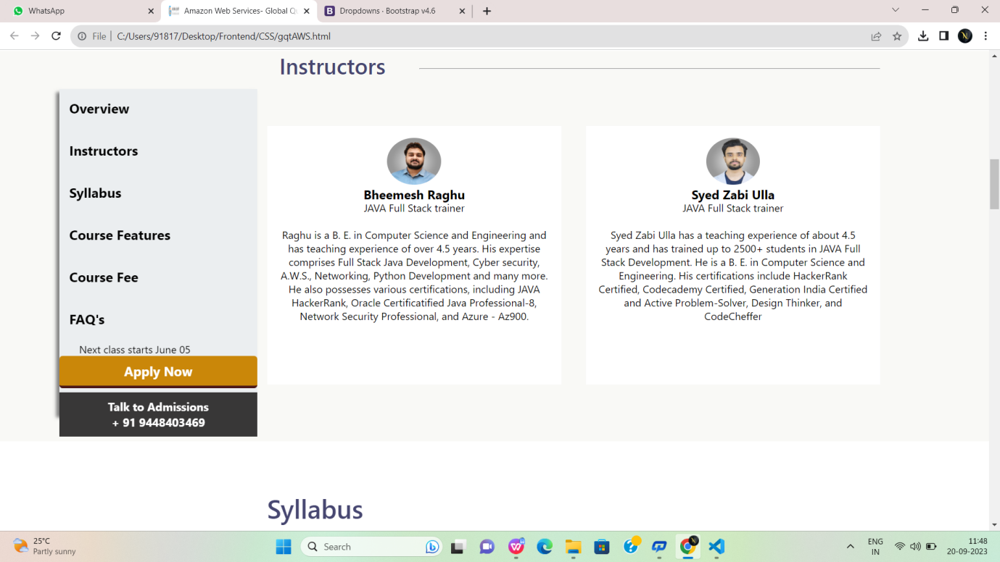 WhatsApp
Amazon Web Services- Global Q
Dropdowns · Bootstrap v4.6
File
C:/Users/91817/Desktop/Frontend/CSS/gqtAWS.html
Instructors
Overview
Instructors
Syllabus
Course Features
Course Fee
FAQ's
Next class starts June 05
Apply Now
Talk to Admissions
+ 91 9448403469
Bheemesh Raghu
JAVA Full Stack trainer
Raghu is a B. E. in Computer Science and Engineering and
has teaching experience of over 4.5 years. His expertise
comprises Full Stack Java Development, Cyber security,
A.W.S., Networking, Python Development and many more.
He also possesses various certifications, including JAVA
HackerRank, Oracle Certificatified Java Professional-8,
Network Security Professional, and Azure - Az900.
Syed Zabi Ulla
JAVA Full Stack trainer
Syed Zabi Ulla has a teaching experience of about 4.5
years and has trained up to 2500+ students in JAVA Full
Stack Development. He is a B. E. in Computer Science and
Engineering. His certifications include HackerRank
Certified, Codecademy Certified, Generation India Certified
and Active Problem-Solver, Design Thinker, and
CodeCheffer
Syllabus
25°C
Partly sunny
Search
ENG
IN
11:48
20-09-2023